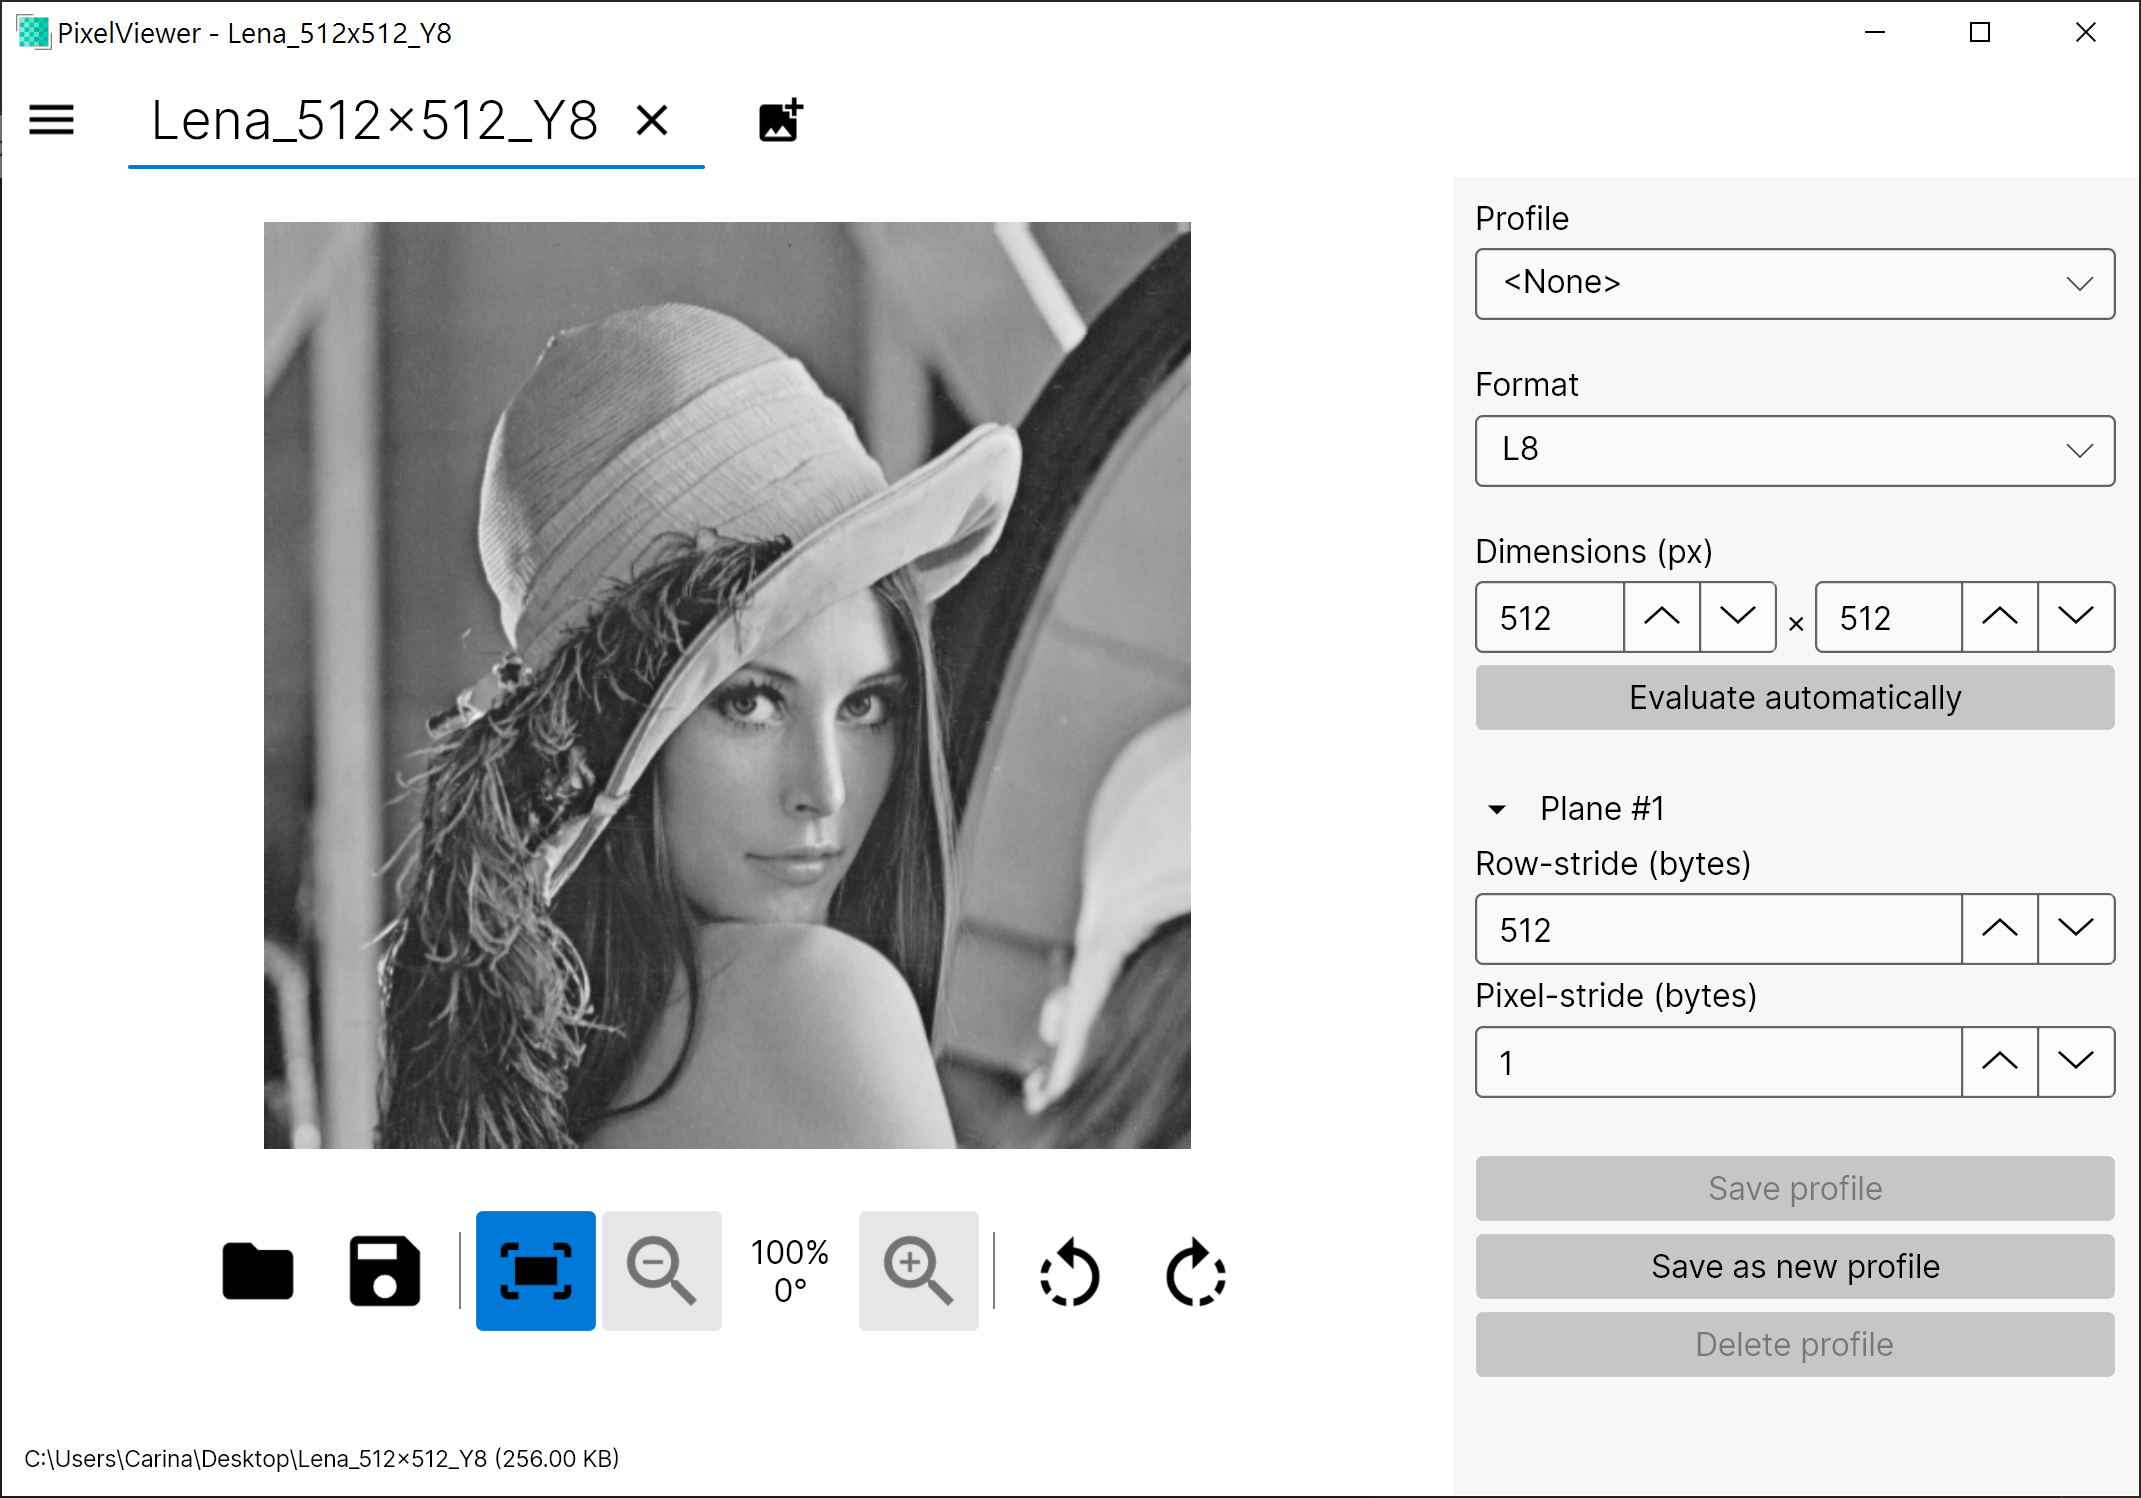 PixelViewer - Lena_512x512_Y8
Lena_512×512_Y8
Profile
<None>
Format
L8
Dimensions (px)
512 × 512
Evaluate automatically
Plane #1
Row-stride (bytes)
512
Pixel-stride (bytes)
1
Save profile
Save as new profile
Delete profile
100%
0°
C:\Users\Carina\Desktop\Lena_512×512_Y8 (256.00 KB)